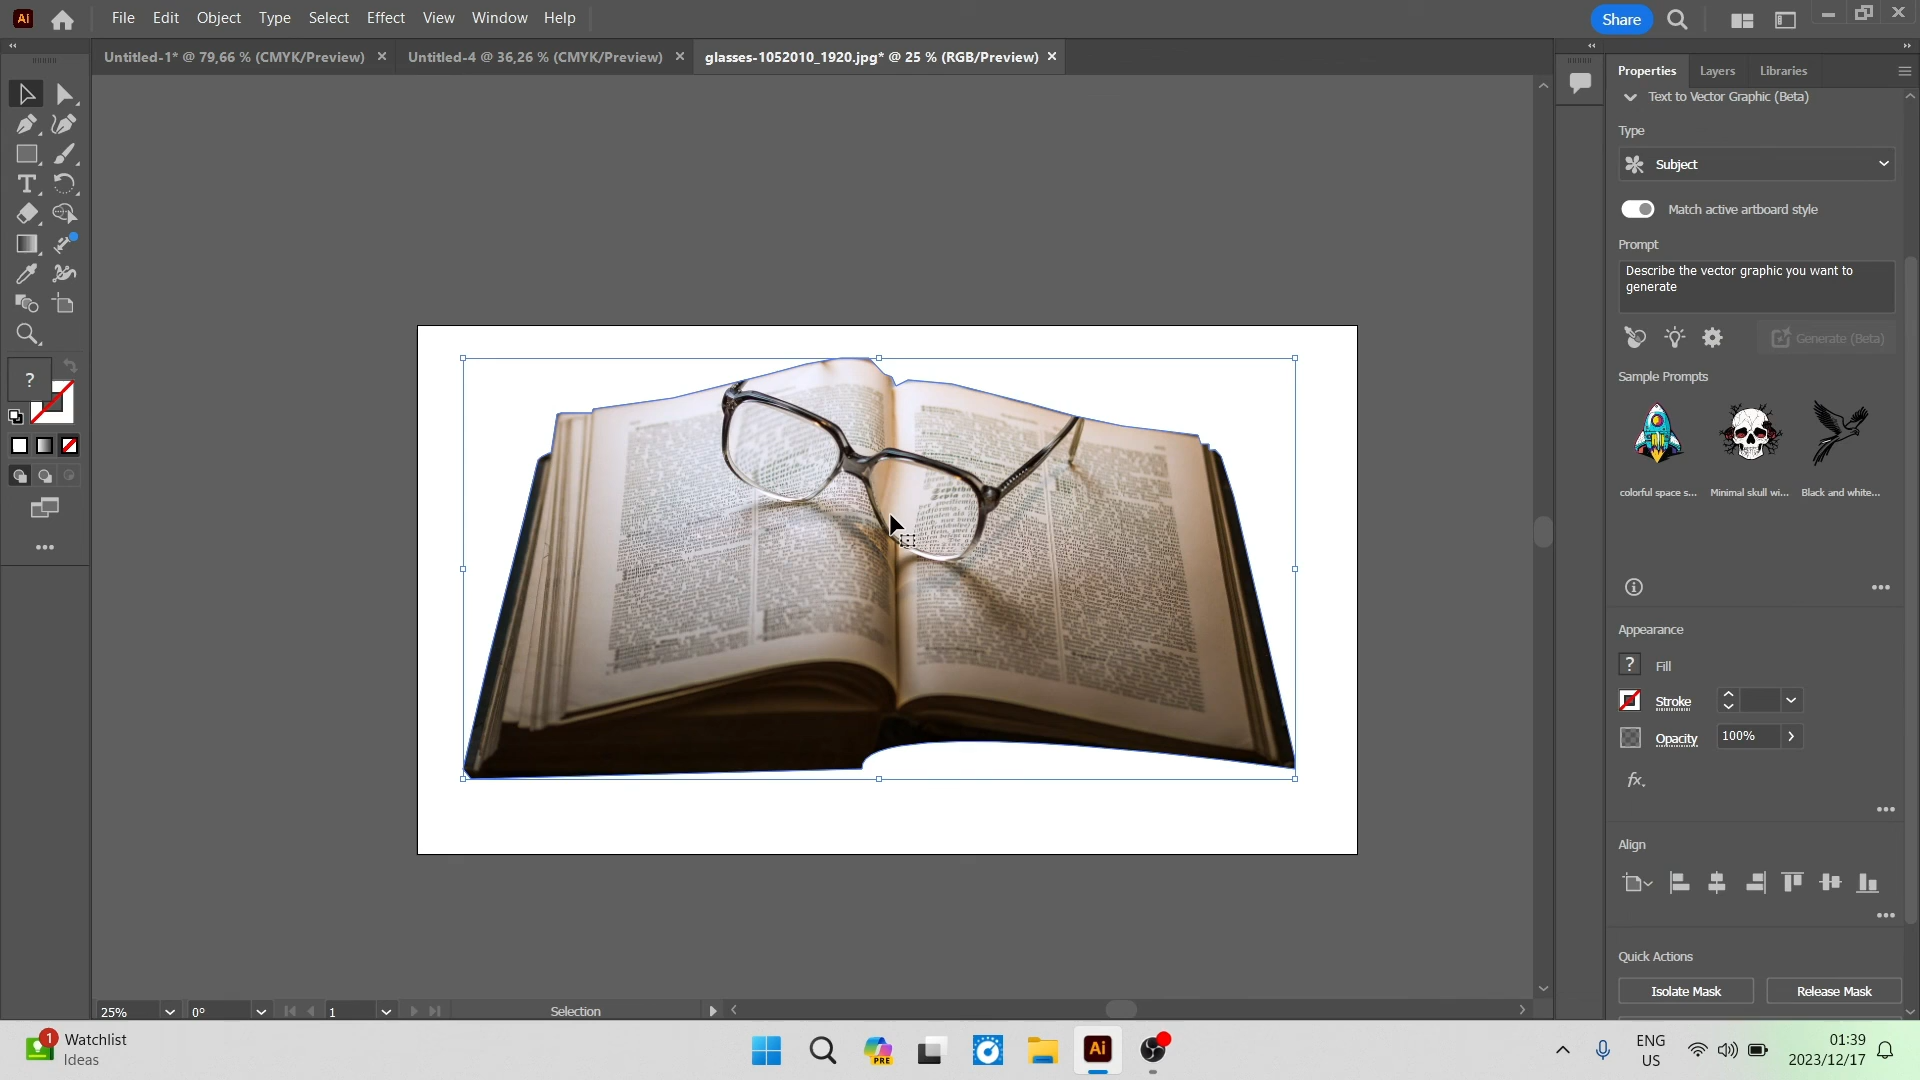 Ai
File Edit Object Type Select Effect View Window Help
Share
Untitled-1* @ 79,66 % (CMYK/Preview)
Untitled-4 @ 36,26 % (CMYK/Preview)
glasses-1052010_1920.jpg* @ 25 % (RGB/Preview)
Properties Layers Libraries
Text to Vector Graphic (Beta)
Type
Subject
Match active artboard style
Prompt
Describe the vector graphic you want to
generate
Generate (Beta)
Sample Prompts
colorful space s... Minimal skull wi... Black and white...
?
Appearance
? Fill
Stroke
Opacity 100%
fx.
Align
Quick Actions
Isolate Mask Release Mask
25% 0° 1 Selection
1 Watchlist
Ideas
PRE
Ai
ENG
US
01:39
2023/12/17